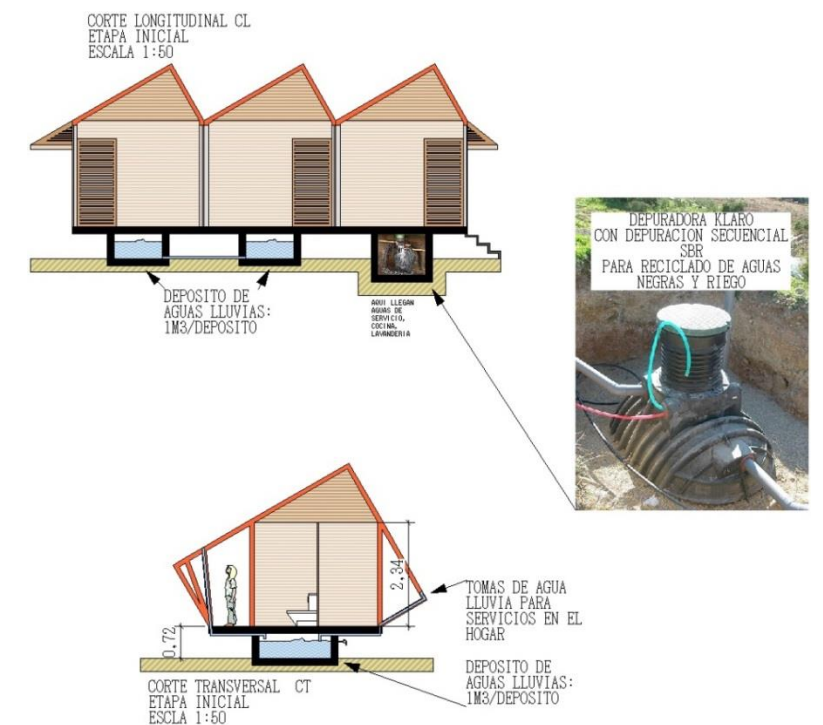 CORTE LONGITUDINAL CL
ETAPA INICIAL
ESCALA 1:50
DEPURADORA KLARO
CON DEPURACION SECUENCIAL
SBR
PARA RECICLADO DE AGUAS
NEGRAS Y RIEGO
DEPOSITO DE
AGUAS LLUVIAS:
1M3/DEPOSITO
AQUI LLEGAN
AGUAS DE
SERVICIO,
COCINA,
LAVANDERIA
2.34
0.72
TOMAS DE AGUA
LLUVIA PARA
SERVICIOS EN EL
HOGAR
DEPOSITO DE
AGUAS LLUVIAS:
1M3/DEPOSITO
CORTE TRANSVERSAL CT
ETAPA INICIAL
ESCLA 1:50